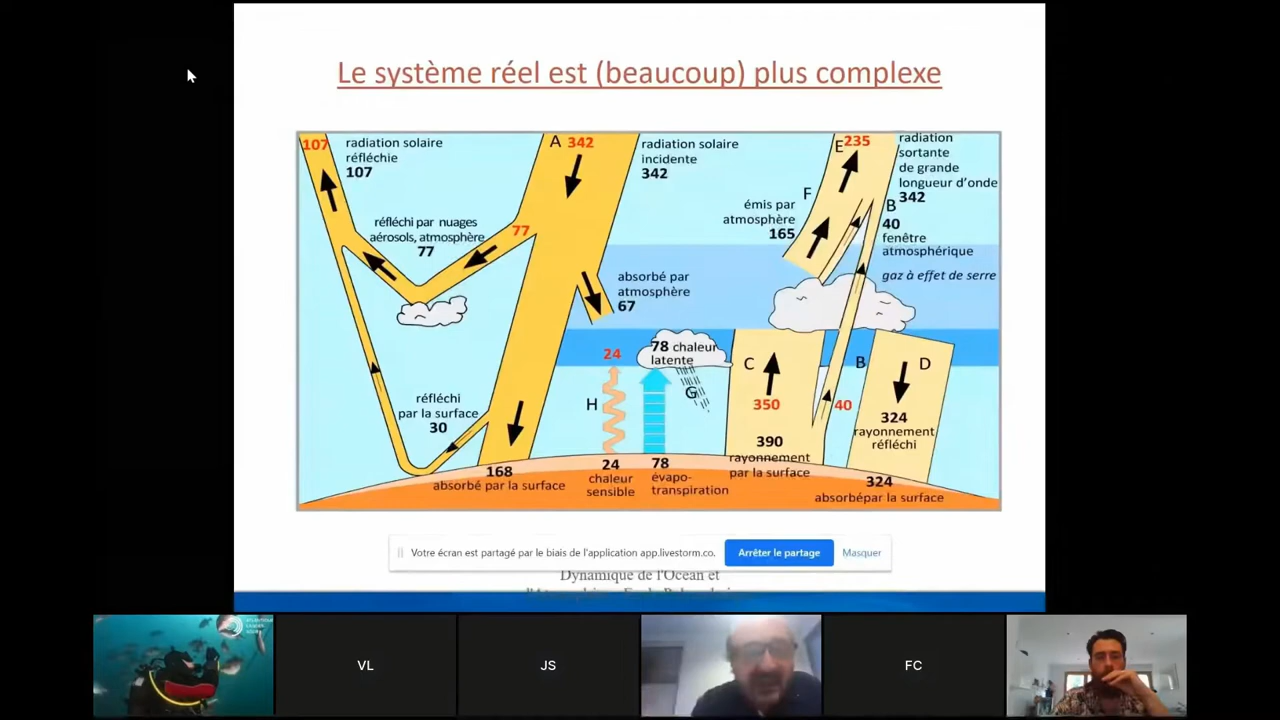 Le système réel est (beaucoup) plus complexe
107
radiation solaire
réfléchie
107
A 342
radiation solaire
incidente
342
E 235
radiation
sortante
de grande
longueur d'onde
342
F
B
émis par
atmosphère
165
40
fenêtre
atmosphérique
gaz à effet de serre
réfléchi par nuages
aérosols, atmosphère
77
77
absorbé par
atmosphère
67
24
78 chaleur
latente
H
G
C
350
B
40
D
324
rayonnement
réfléchi
réfléchi
par la surface
30
390
rayonnement
par la surface
168
absorbé par la surface
24
chaleur
sensible
78
évapo-
transpiration
324
absorbépar la surface
Votre écran est partagé par le biais de l'application app.livestorm.co.
Arrêter le partage
Masquer
Dynamique de l'Ocean et
VL
JS
FC